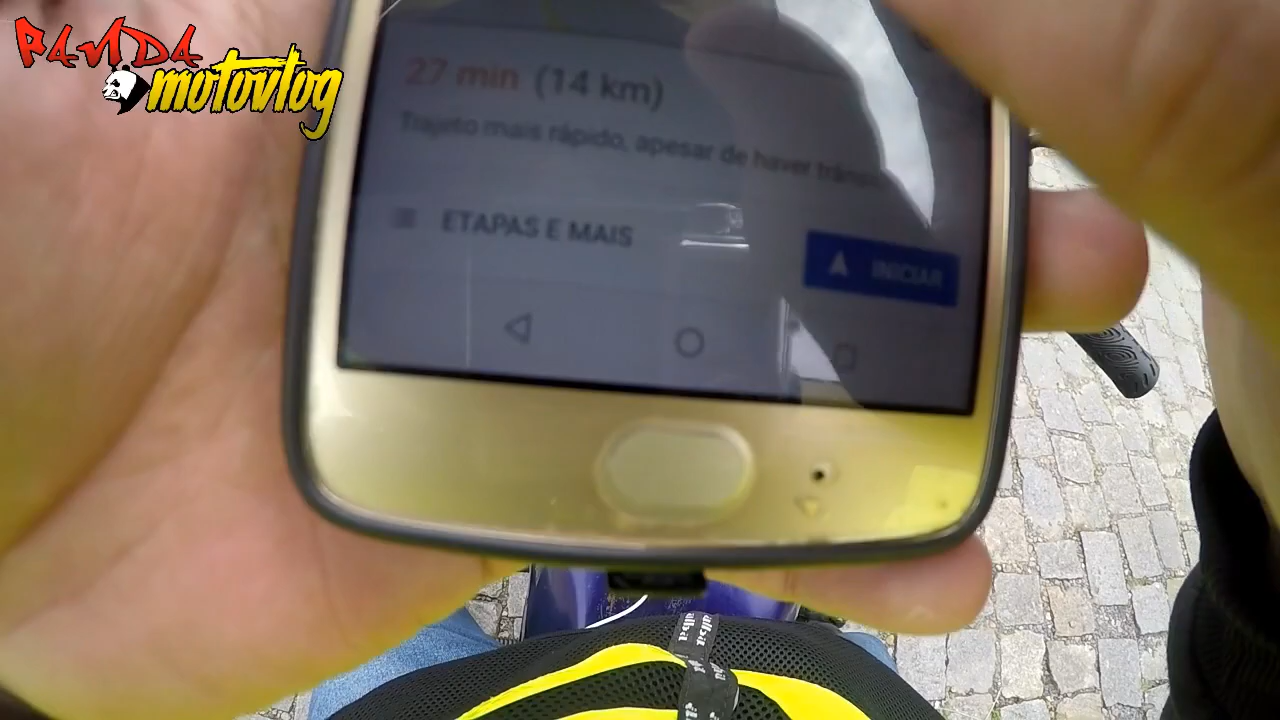 PANDA
motovlog
27 min (14 km)
Trajeto mais rápido, apesar de haver
ETAPAS E MAIS
INICIAR